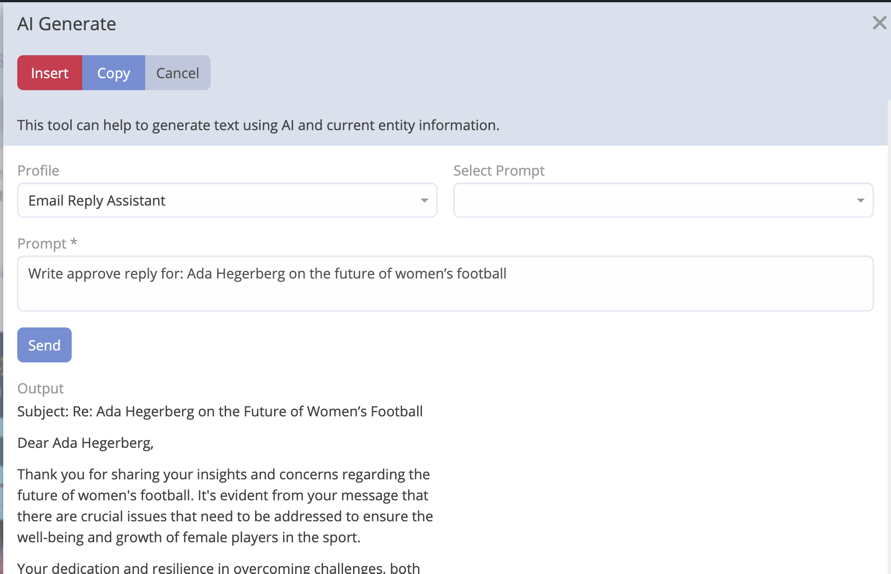 AI Generate
Insert Copy Cancel
This tool can help to generate text using AI and current entity information.
Profile Select Prompt
Email Reply Assistant
Prompt *
Write approve reply for: Ada Hegerberg on the future of women’s football
Send
Output
Subject: Re: Ada Hegerberg on the Future of Women’s Football
Dear Ada Hegerberg,
Thank you for sharing your insights and concerns regarding the
future of women's football. It's evident from your message that
there are crucial issues that need to be addressed to ensure the
well-being and growth of female players in the sport.
Your dedication and resilience in overcoming challenges, both